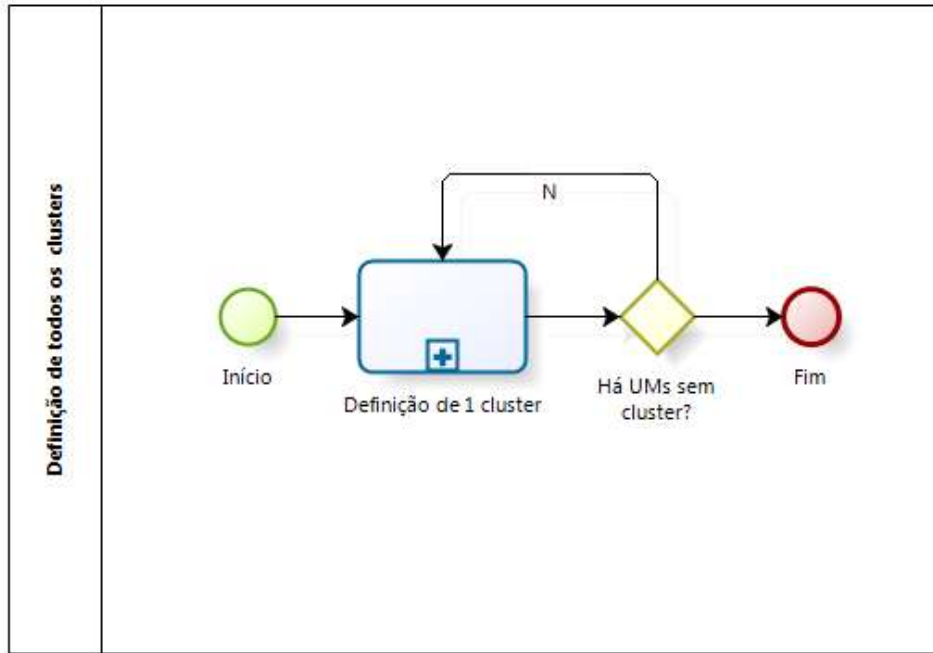 Definição de todos os clusters
N
Início
Definição de 1 cluster
Há UMs sem
cluster?
Fim